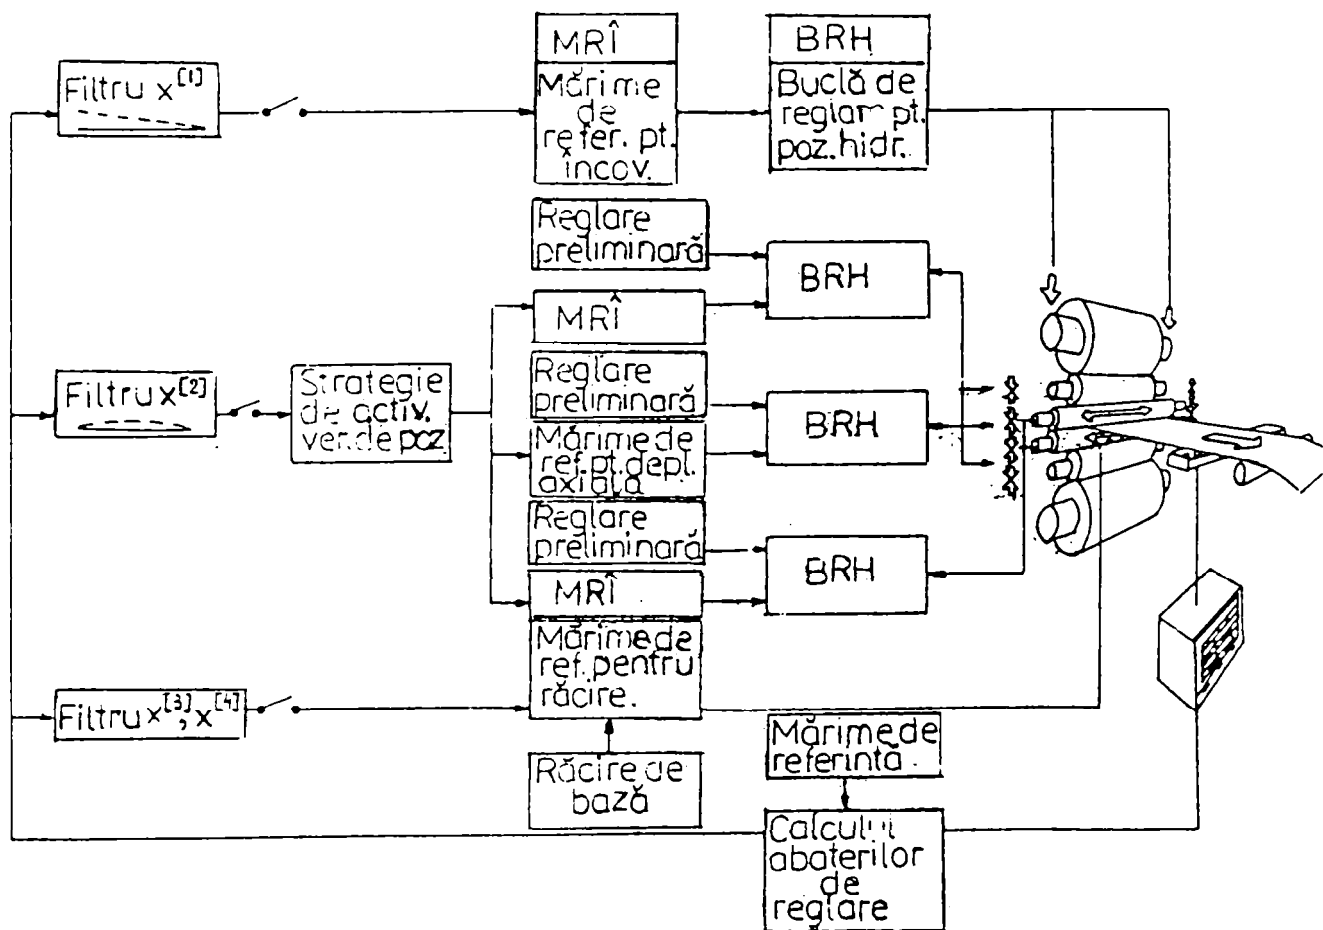 Filtru x[1]
MRÎ
Mărime
de
refer. pt.
încov.
BRH
Buclă de
reglar pt.
poz. hidr.
Reglare
preliminară
MRÎ
BRH
Filtru x[2]
Strategie
de activ.
ver. de poz.
Reglare
preliminară
Mărime de
ref. pt. depl.
axială
BRH
Reglare
preliminară
MRÎ
BRH
Filtru x[3]; x[4]
Mărime de
ref. pentru
răcire.
Răcire de
bază
Mărime de
referintă
Calculul
abaterilor
de
reglare